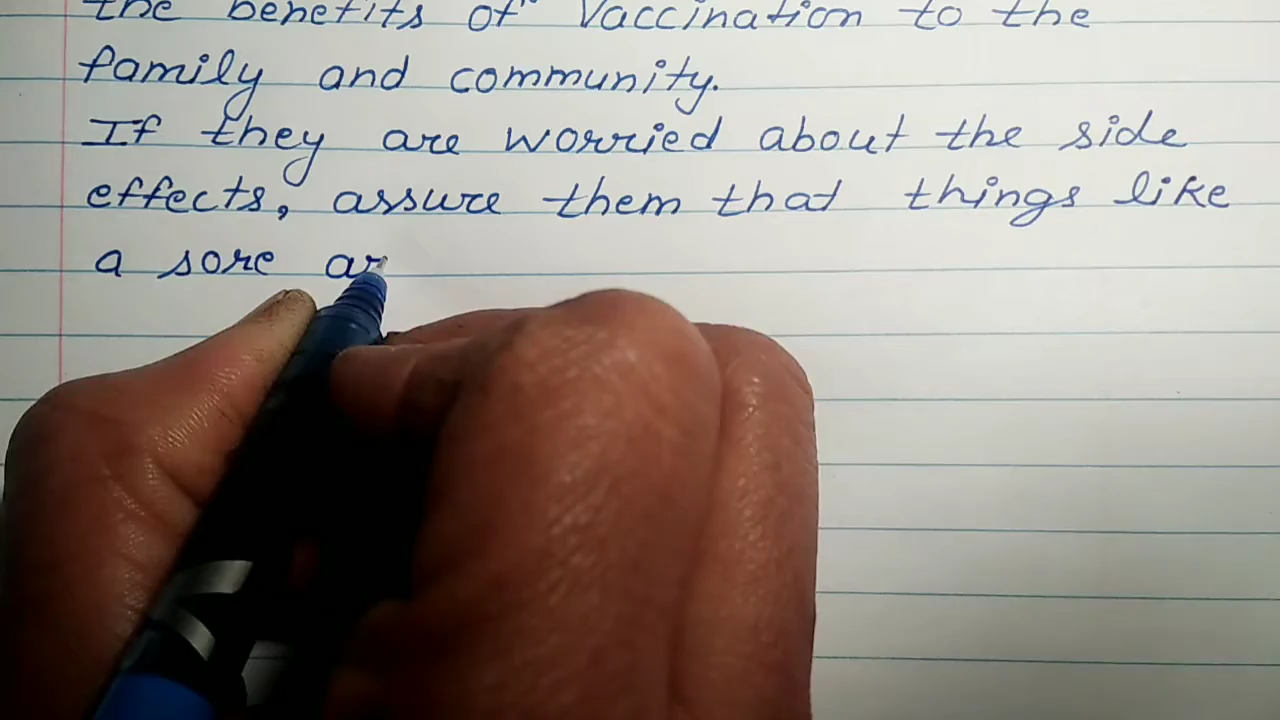 the benefits of Vaccination to the
family and community.
If they are worried about the side
effects, assure them that things like
a sore ar